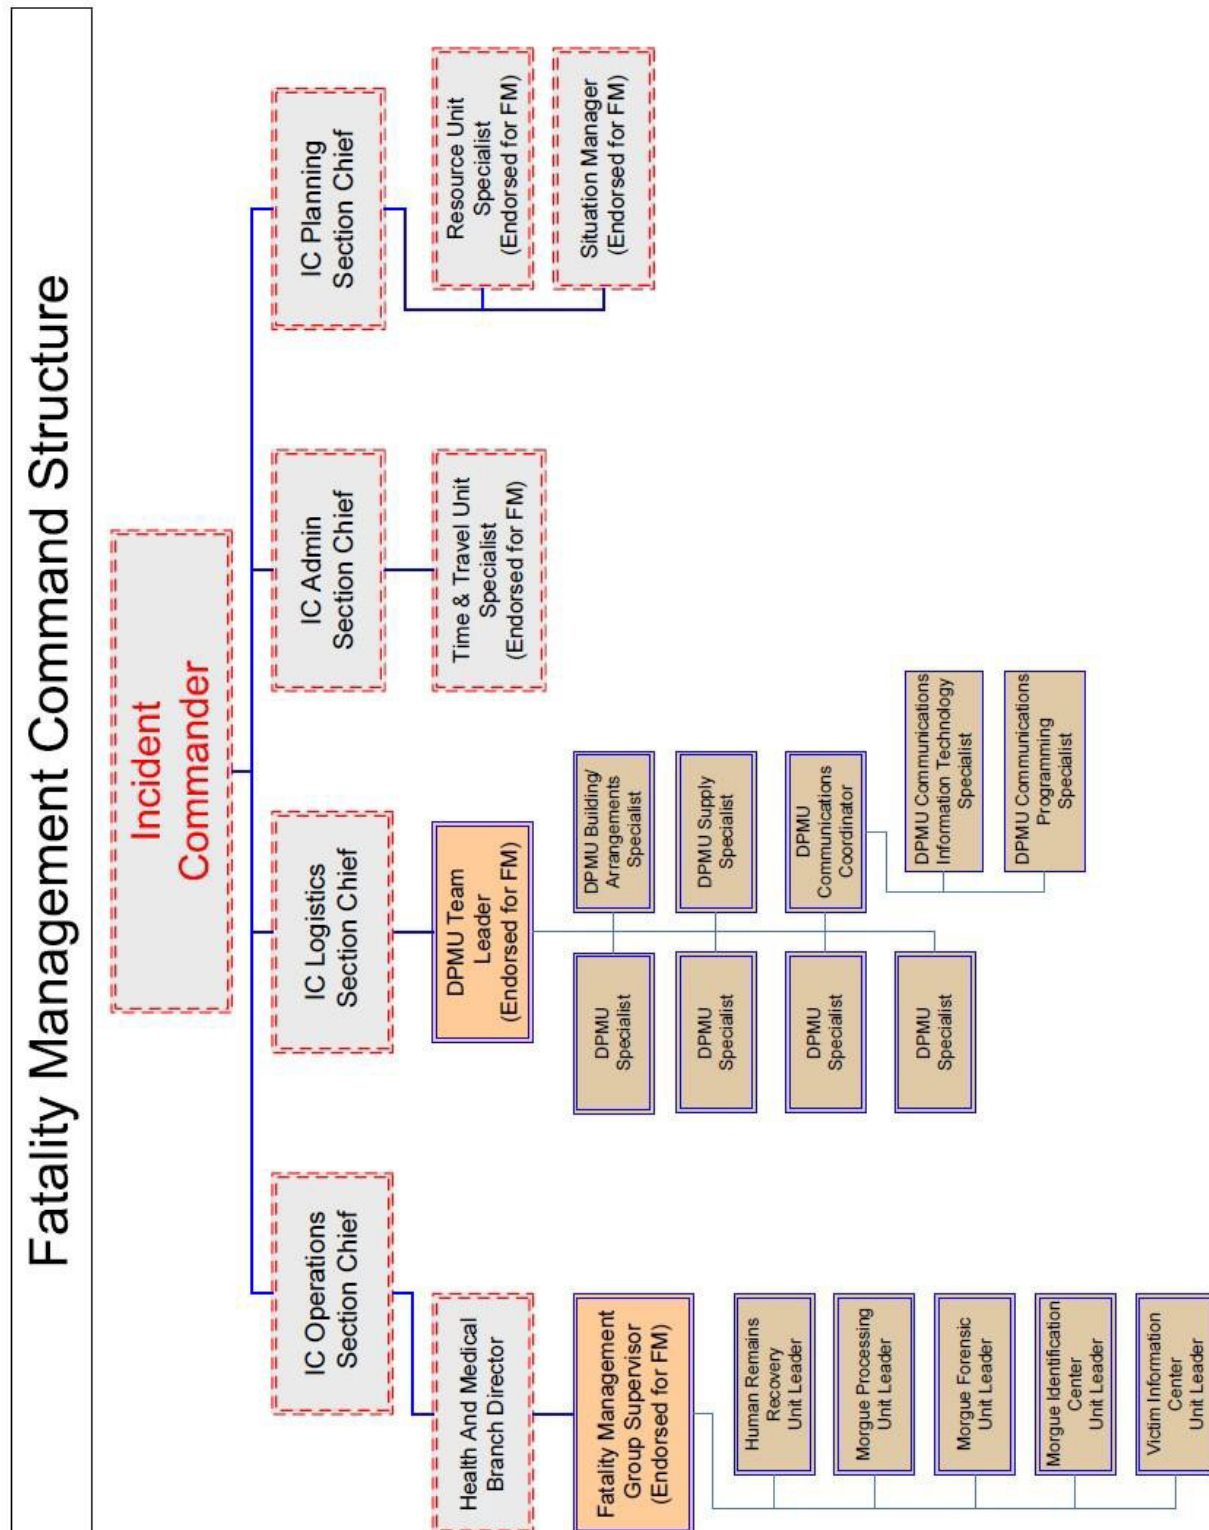 Fatality Management Command Structure
Incident
Commander
IC Operations
Section Chief
IC Logistics
Section Chief
IC Admin
Section Chief
IC Planning
Section Chief
Health And Medical
Branch Director
Fatality Management
Group Supervisor
(Endorsed for FM)
Human Remains
Recovery
Unit Leader
Morgue Processing
Unit Leader
Morgue Forensic
Unit Leader
Morgue Identification
Center
Unit Leader
Victim Information
Center
Unit Leader
DPMU Team
Leader
(Endorsed for FM)
DPMU
Specialist
DPMU Building/
Arrangements
Specialist
DPMU
Specialist
DPMU Supply
Specialist
DPMU
Specialist
DPMU
Communications
Coordinator
DPMU
Specialist
DPMU Communications
Information Technology
Specialist
DPMU Communications
Programming
Specialist
Time & Travel Unit
Specialist
(Endorsed for FM)
Resource Unit
Specialist
(Endorsed for FM)
Situation Manager
(Endorsed for FM)